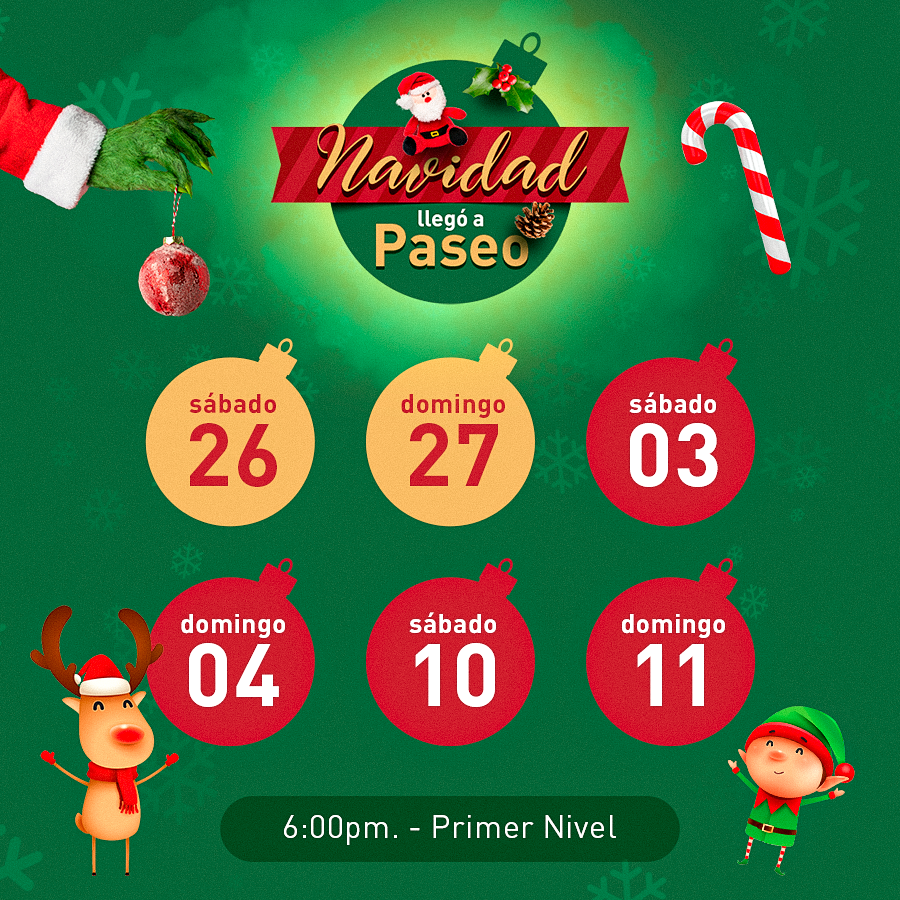 Navidad
llegó a
Paseo
sábado
26
domingo
27
sábado
03
domingo
04
sábado
10
domingo
11
6:00pm. - Primer Nivel